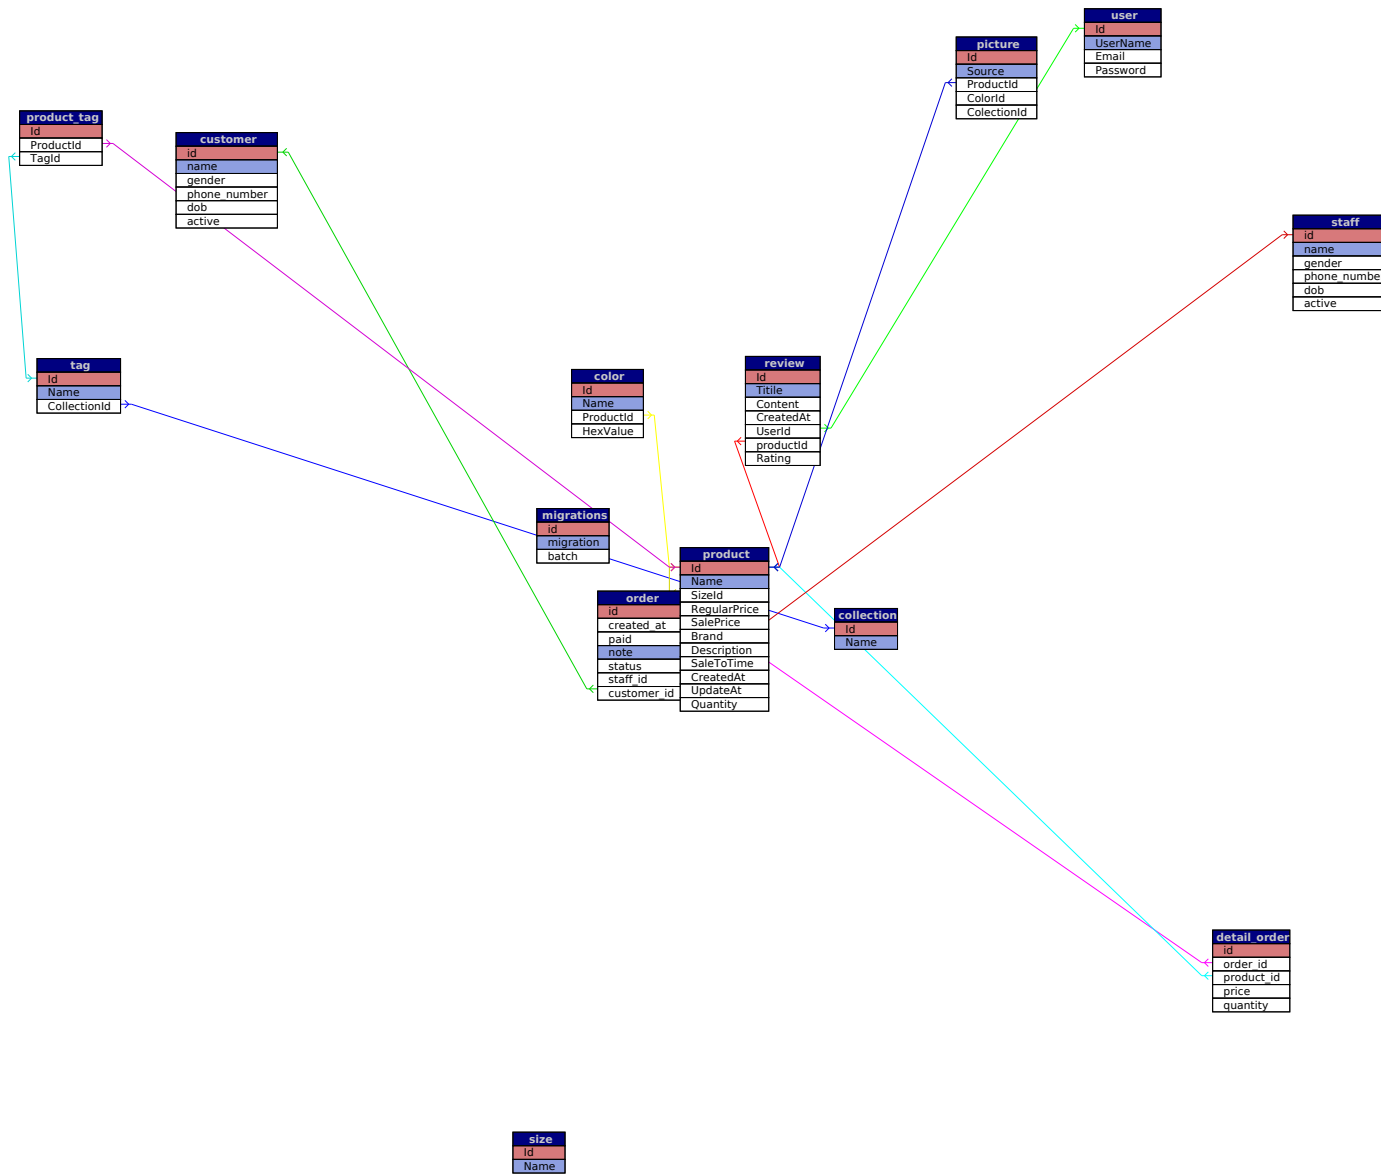 user
Id
UserName
Email
Password
picture
Id
Source
ProductId
ColorId
ColectionId
product_tag
Id
ProductId
TagId
customer
id
name
gender
phone_number
dob
active
staff
id
name
gender
phone_numbe
dob
active
tag
Id
Name
CollectionId
color
Id
Name
ProductId
HexValue
review
Id
Titile
Content
CreatedAt
UserId
productId
Rating
migrations
id
migration
batch
product
Id
Name
SizeId
RegularPrice
SalePrice
Brand
Description
SaleToTime
CreatedAt
UpdateAt
Quantity
order
id
created_at
paid
note
status
staff_id
customer_id
collection
Id
Name
detail_order
id
order_id
product_id
price
quantity
size
Id
Name